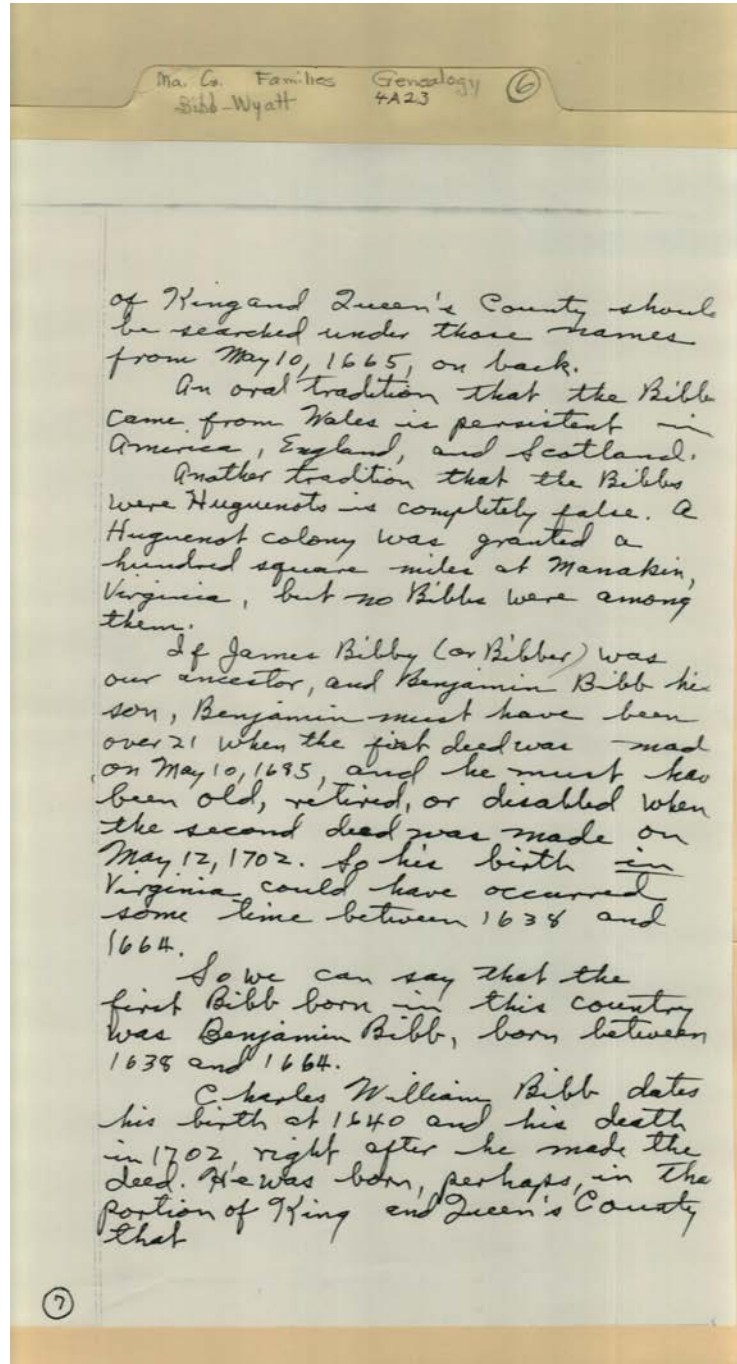 Ma. Co. Families Genealogy 6
Bibb-Wyatt 4A23
of King and Queen's County shoul
be searched under those names
from May 10, 1665, on back.
An oral tradition that the Bibb
came from Wales is persistent in
America, England, and Scotland.
Another tradition that the Bibbs
were Huguenots is completely false. A
Huguenot colony was granted a
hundred square miles at Manakin,
Virginia, but no Bibbs were among
them.
If James Bibby (or Bibber) was
our ancestor, and Benjamin Bibb his
son, Benjamin must have been
over 21 when the first deed was mad
on May 10, 1685, and he must hav
been old, retired, or disabled when
the second deed was made on
May 12, 1702. So his birth in
Virginia could have occurred
some time between 1638 and
1664.
So we can say that the
first Bibb born in this country
was Benjamin Bibb, born between
1638 and 1664.
Charles William Bibb dates
his birth at 1640 and his death
in 1702, right after he made the
deed. He was born, perhaps, in the
portion of King and Queen's County
that
7